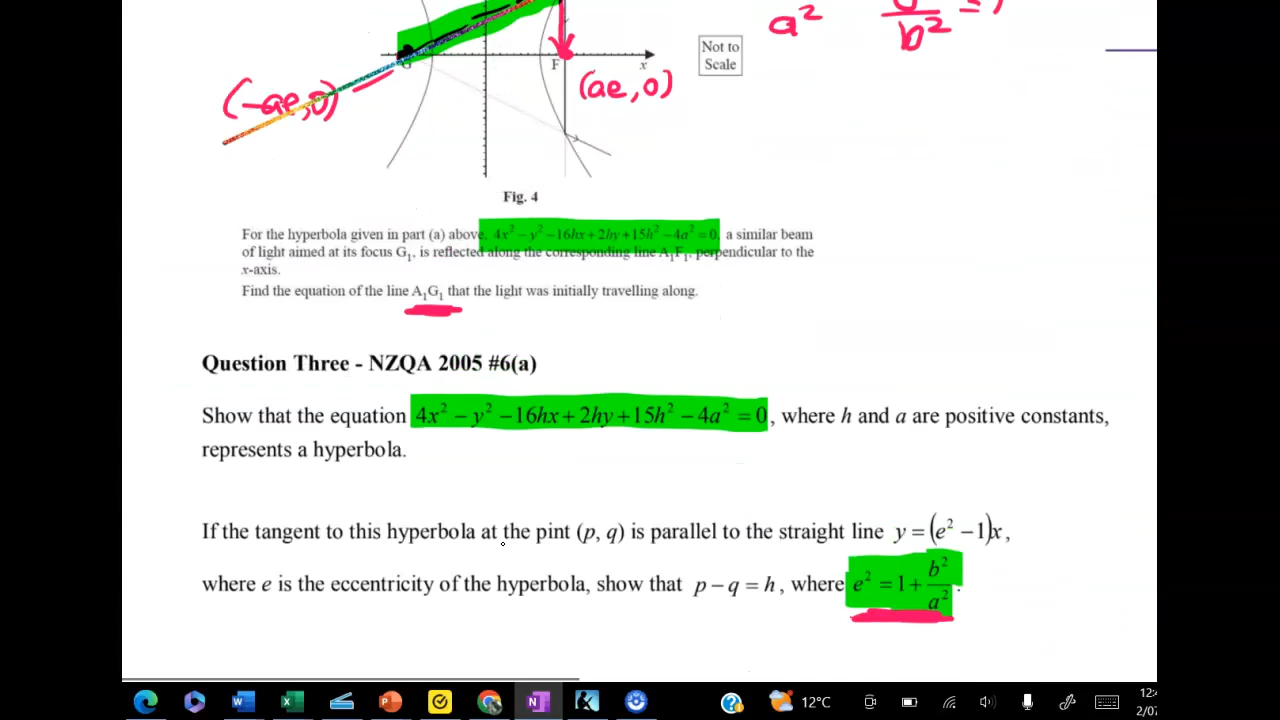 a²
b²
=1
G
F
x
Not to
Scale
(-ae,0)
(ae,0)
Fig. 4
For the hyperbola given in part (a) above, 4x² − y² −16hx + 2hy +15h² −4a² = 0, a similar beam
of light aimed at its focus G₁, is reflected along the corresponding line A₁F₁, perpendicular to the
x-axis.
Find the equation of the line A₁G₁ that the light was initially travelling along.
Question Three - NZQA 2005 #6(a)
Show that the equation 4x² − y² −16hx + 2hy +15h² − 4a² = 0, where h and a are positive constants,
represents a hyperbola.
If the tangent to this hyperbola at the pint (p, q) is parallel to the straight line y = (e² −1)x,
where e is the eccentricity of the hyperbola, show that p − q = h, where e² = 1 + b²/a².
12°C
2/07